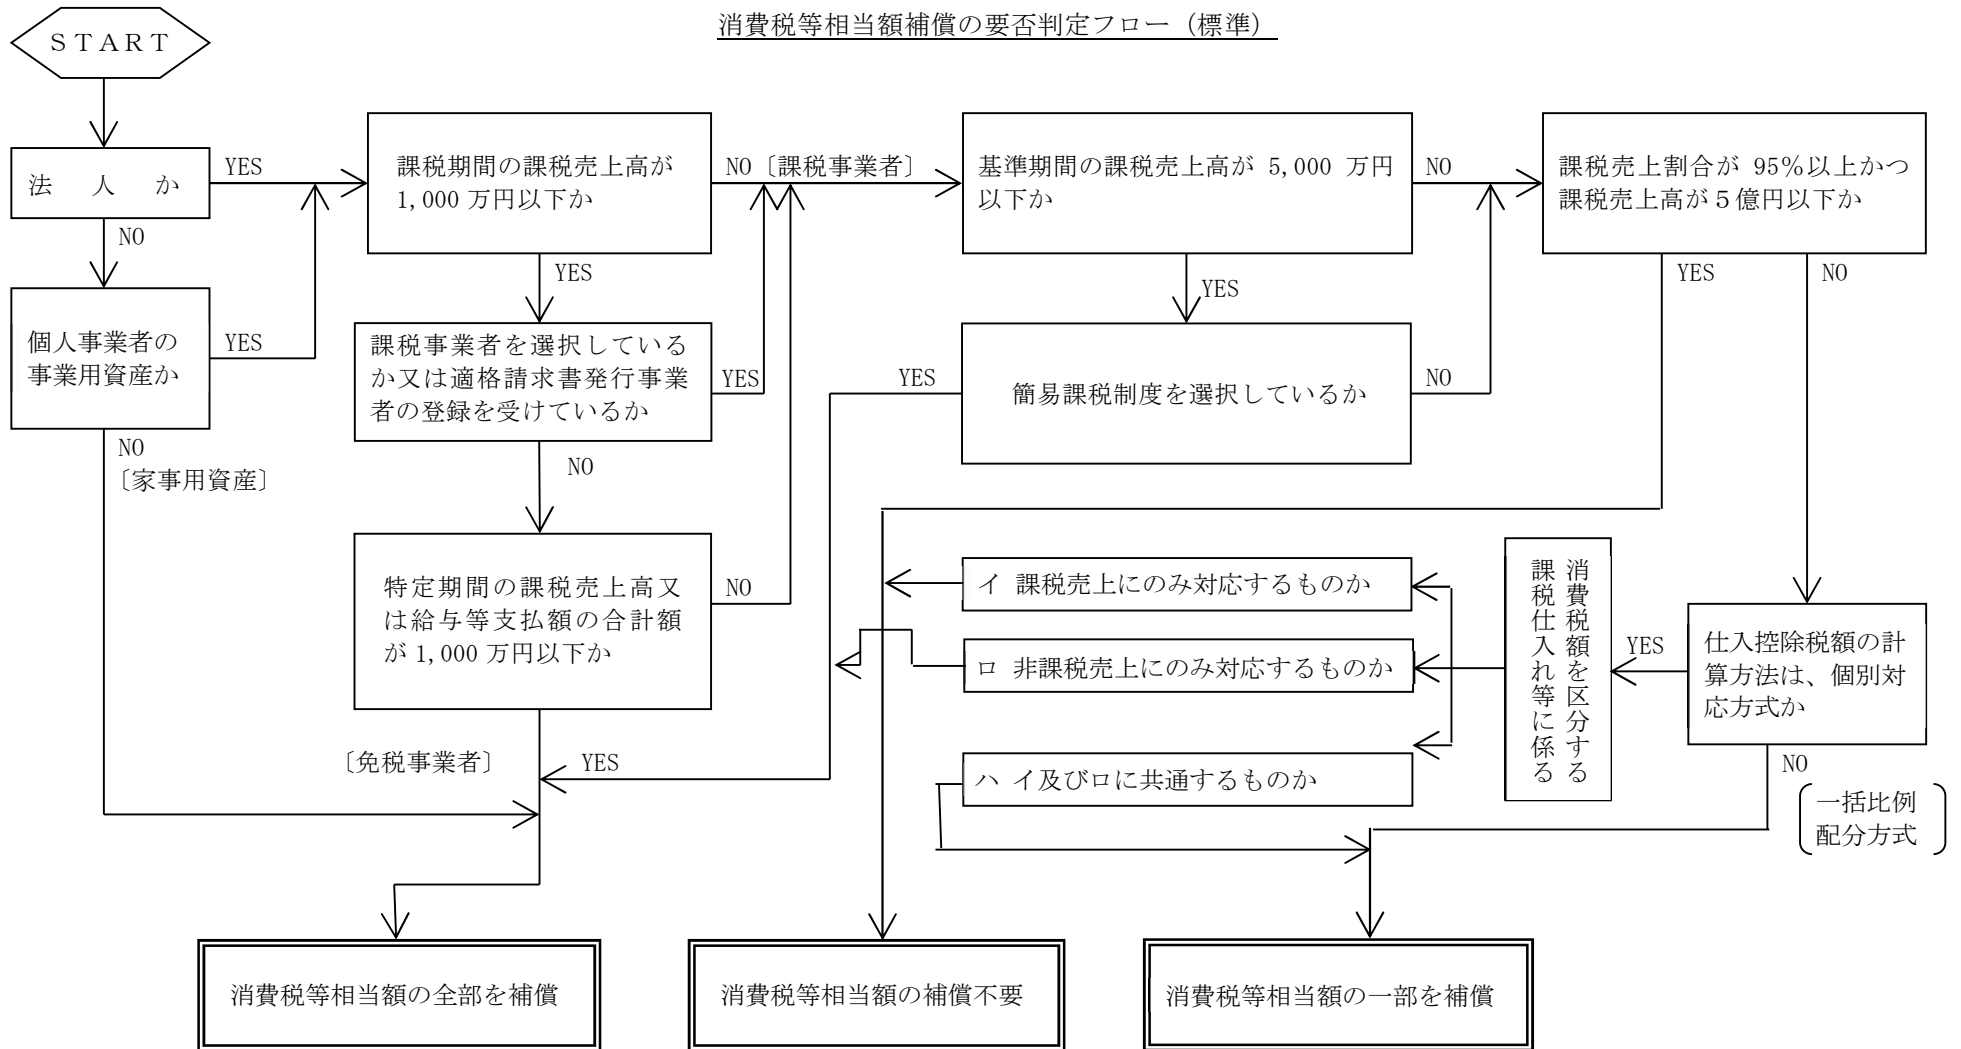 消費税等相当額補償の要否判定フロー（標準）
ＳＴＡＲＴ
法　人　か
YES
NO
個人事業者の
事業用資産か
YES
NO
〔家事用資産〕
課税期間の課税売上高が
1,000 万円以下か
NO〔課税事業者〕
YES
課税事業者を選択している
か又は適格請求書発行事業
者の登録を受けているか
YES
NO
特定期間の課税売上高又
は給与等支払額の合計額
が 1,000 万円以下か
NO
〔免税事業者〕
YES
基準期間の課税売上高が 5,000 万円
以下か
NO
YES
簡易課税制度を選択しているか
YES
NO
課税売上割合が 95％以上かつ
課税売上高が５億円以下か
YES
NO
仕入控除税額の計
算方法は、個別対
応方式か
YES
NO
一括比例
配分方式
課税仕入れ等に係る
消費税額を区分する
イ 課税売上にのみ対応するものか
ロ 非課税売上にのみ対応するものか
ハ イ及びロに共通するものか
消費税等相当額の全部を補償
消費税等相当額の補償不要
消費税等相当額の一部を補償